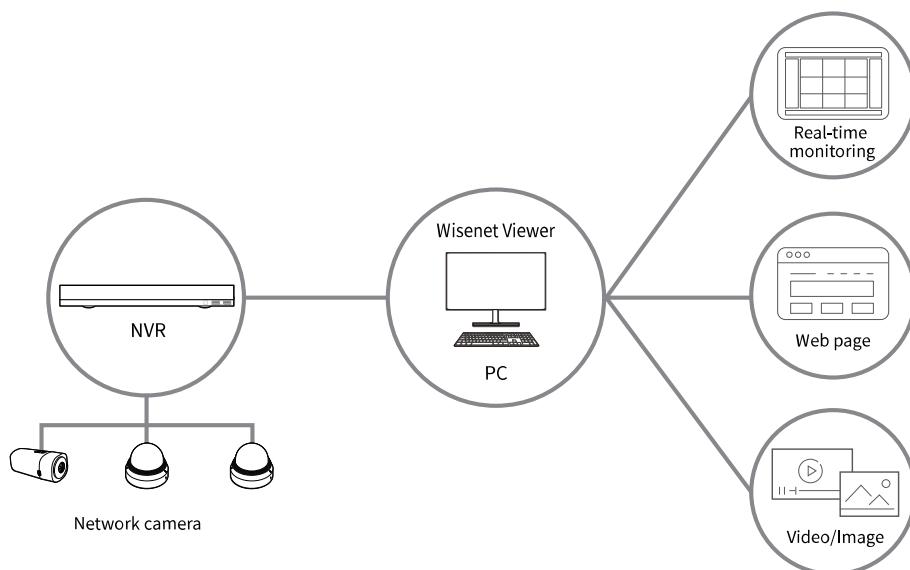 Real-time
monitoring
Wisenet Viewer
NVR
PC
Web page
Network camera
Video/Image